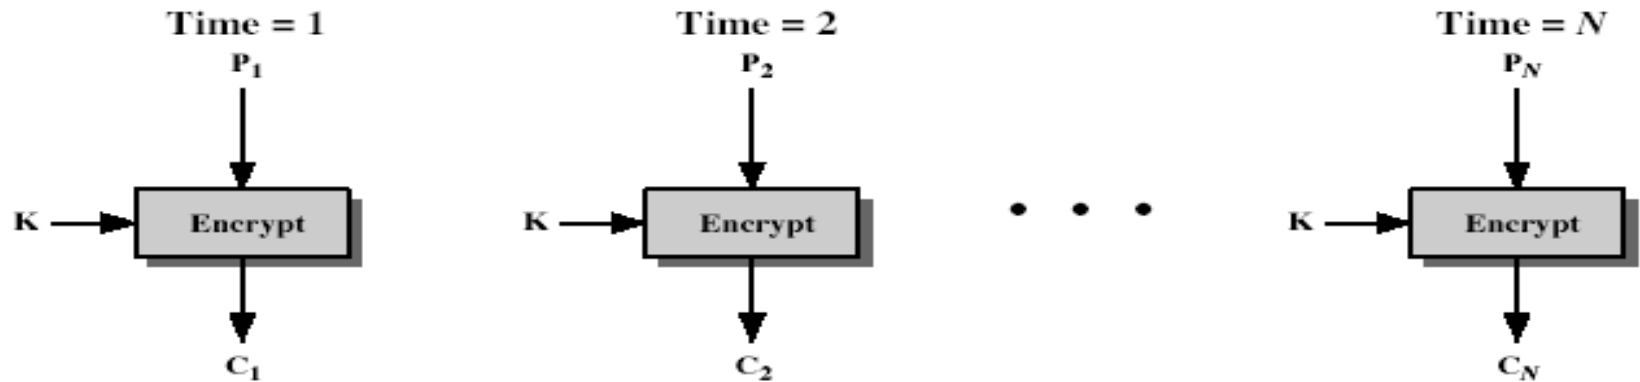 Time = 1 Time = 2 Time = N
P1 P2 PN
K Encrypt K Encrypt • • • K Encrypt
C1 C2 CN